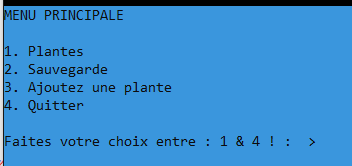 MENU PRINCIPALE
1. Plantes
2. Sauvegarde
3. Ajoutez une plante
4. Quitter
Faites votre choix entre : 1 & 4 ! :  >